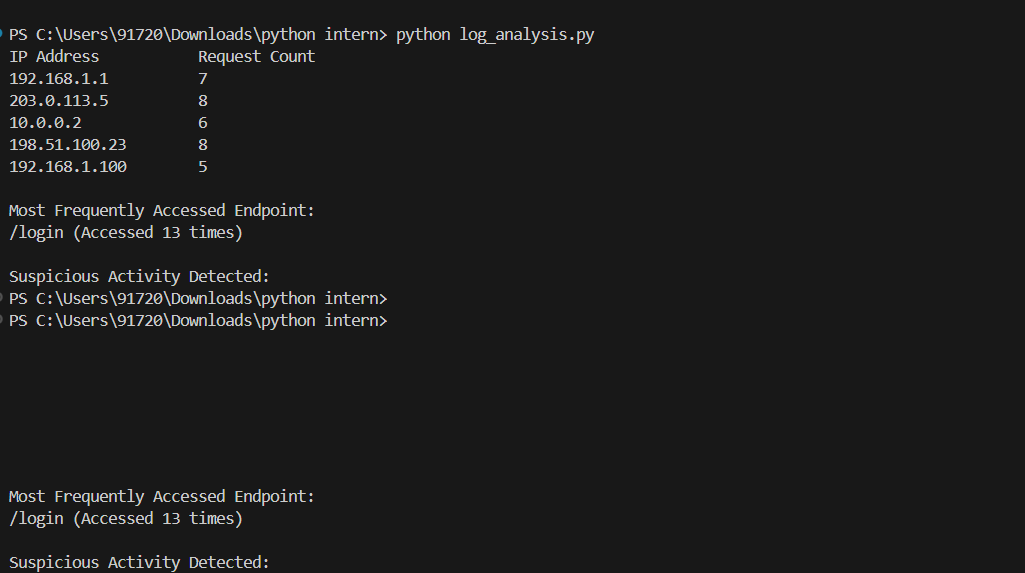 PS C:\Users\91720\Downloads\python intern> python log_analysis.py
IP Address           Request Count
192.168.1.1          7
203.0.113.5          8
10.0.0.2             6
198.51.100.23        8
192.168.1.100        5
Most Frequently Accessed Endpoint:
/login (Accessed 13 times)
Suspicious Activity Detected:
PS C:\Users\91720\Downloads\python intern>
PS C:\Users\91720\Downloads\python intern>
Most Frequently Accessed Endpoint:
/login (Accessed 13 times)
Suspicious Activity Detected: